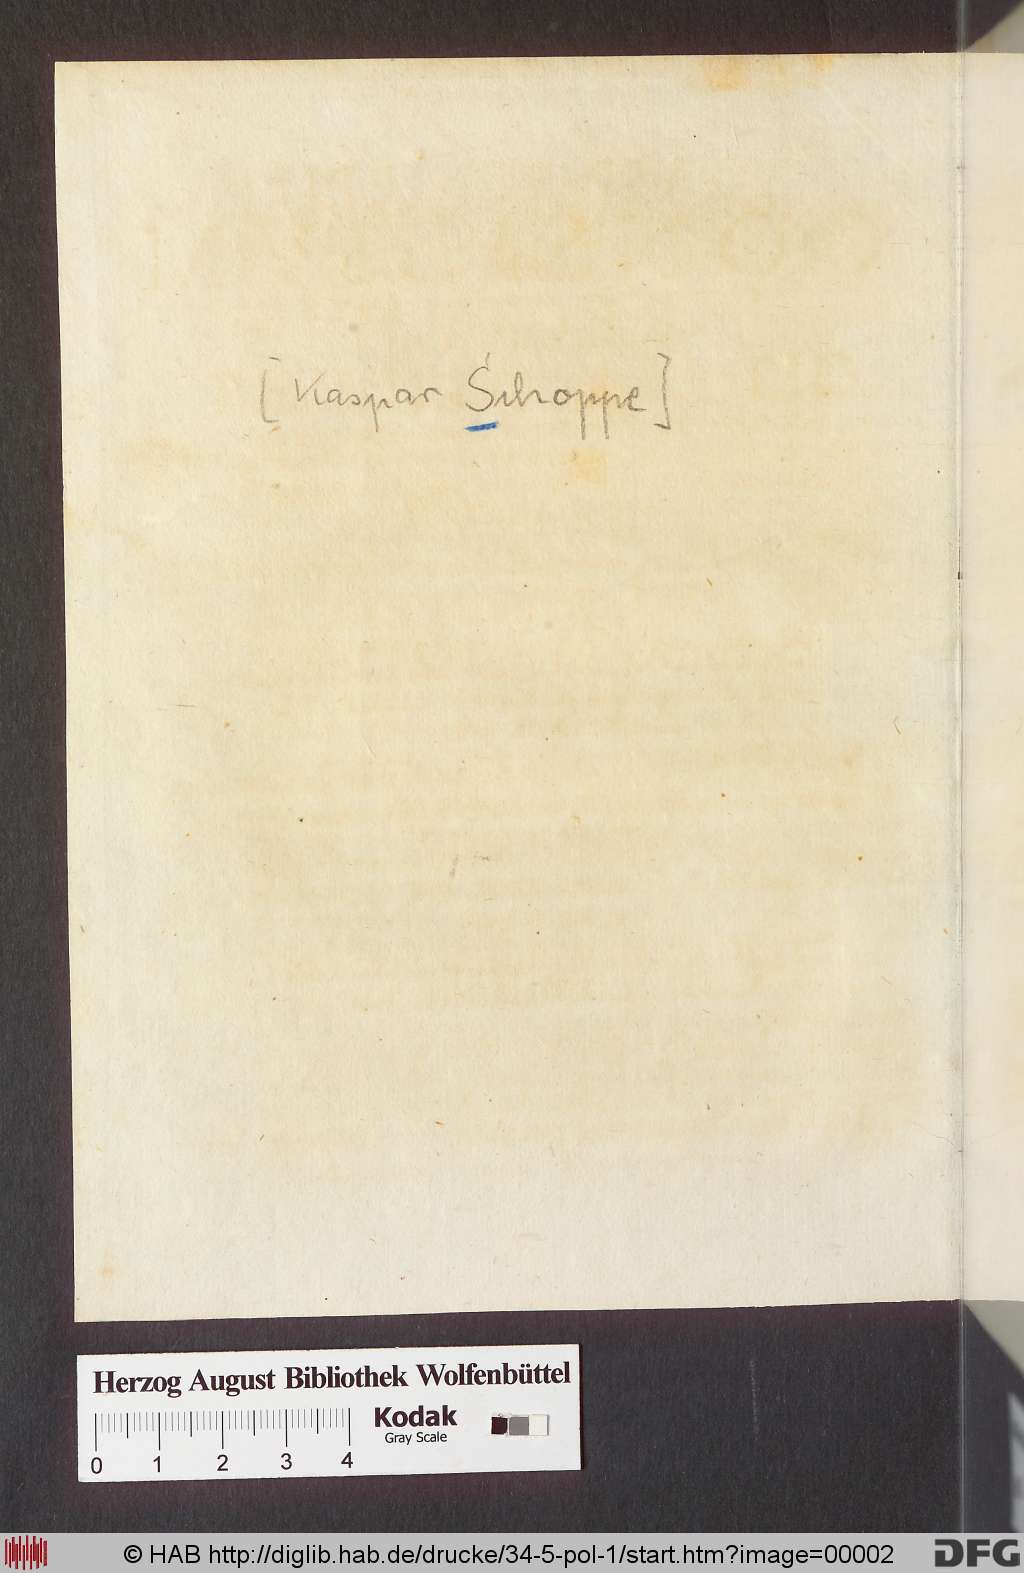 [Kaspar Schoppe]
Herzog August Bibliothek Wolfenbüttel
Kodak
Gray Scale
0 1 2 3 4
© HAB http://diglib.hab.de/drucke/34-5-pol-1/start.htm?image=00002
DFG